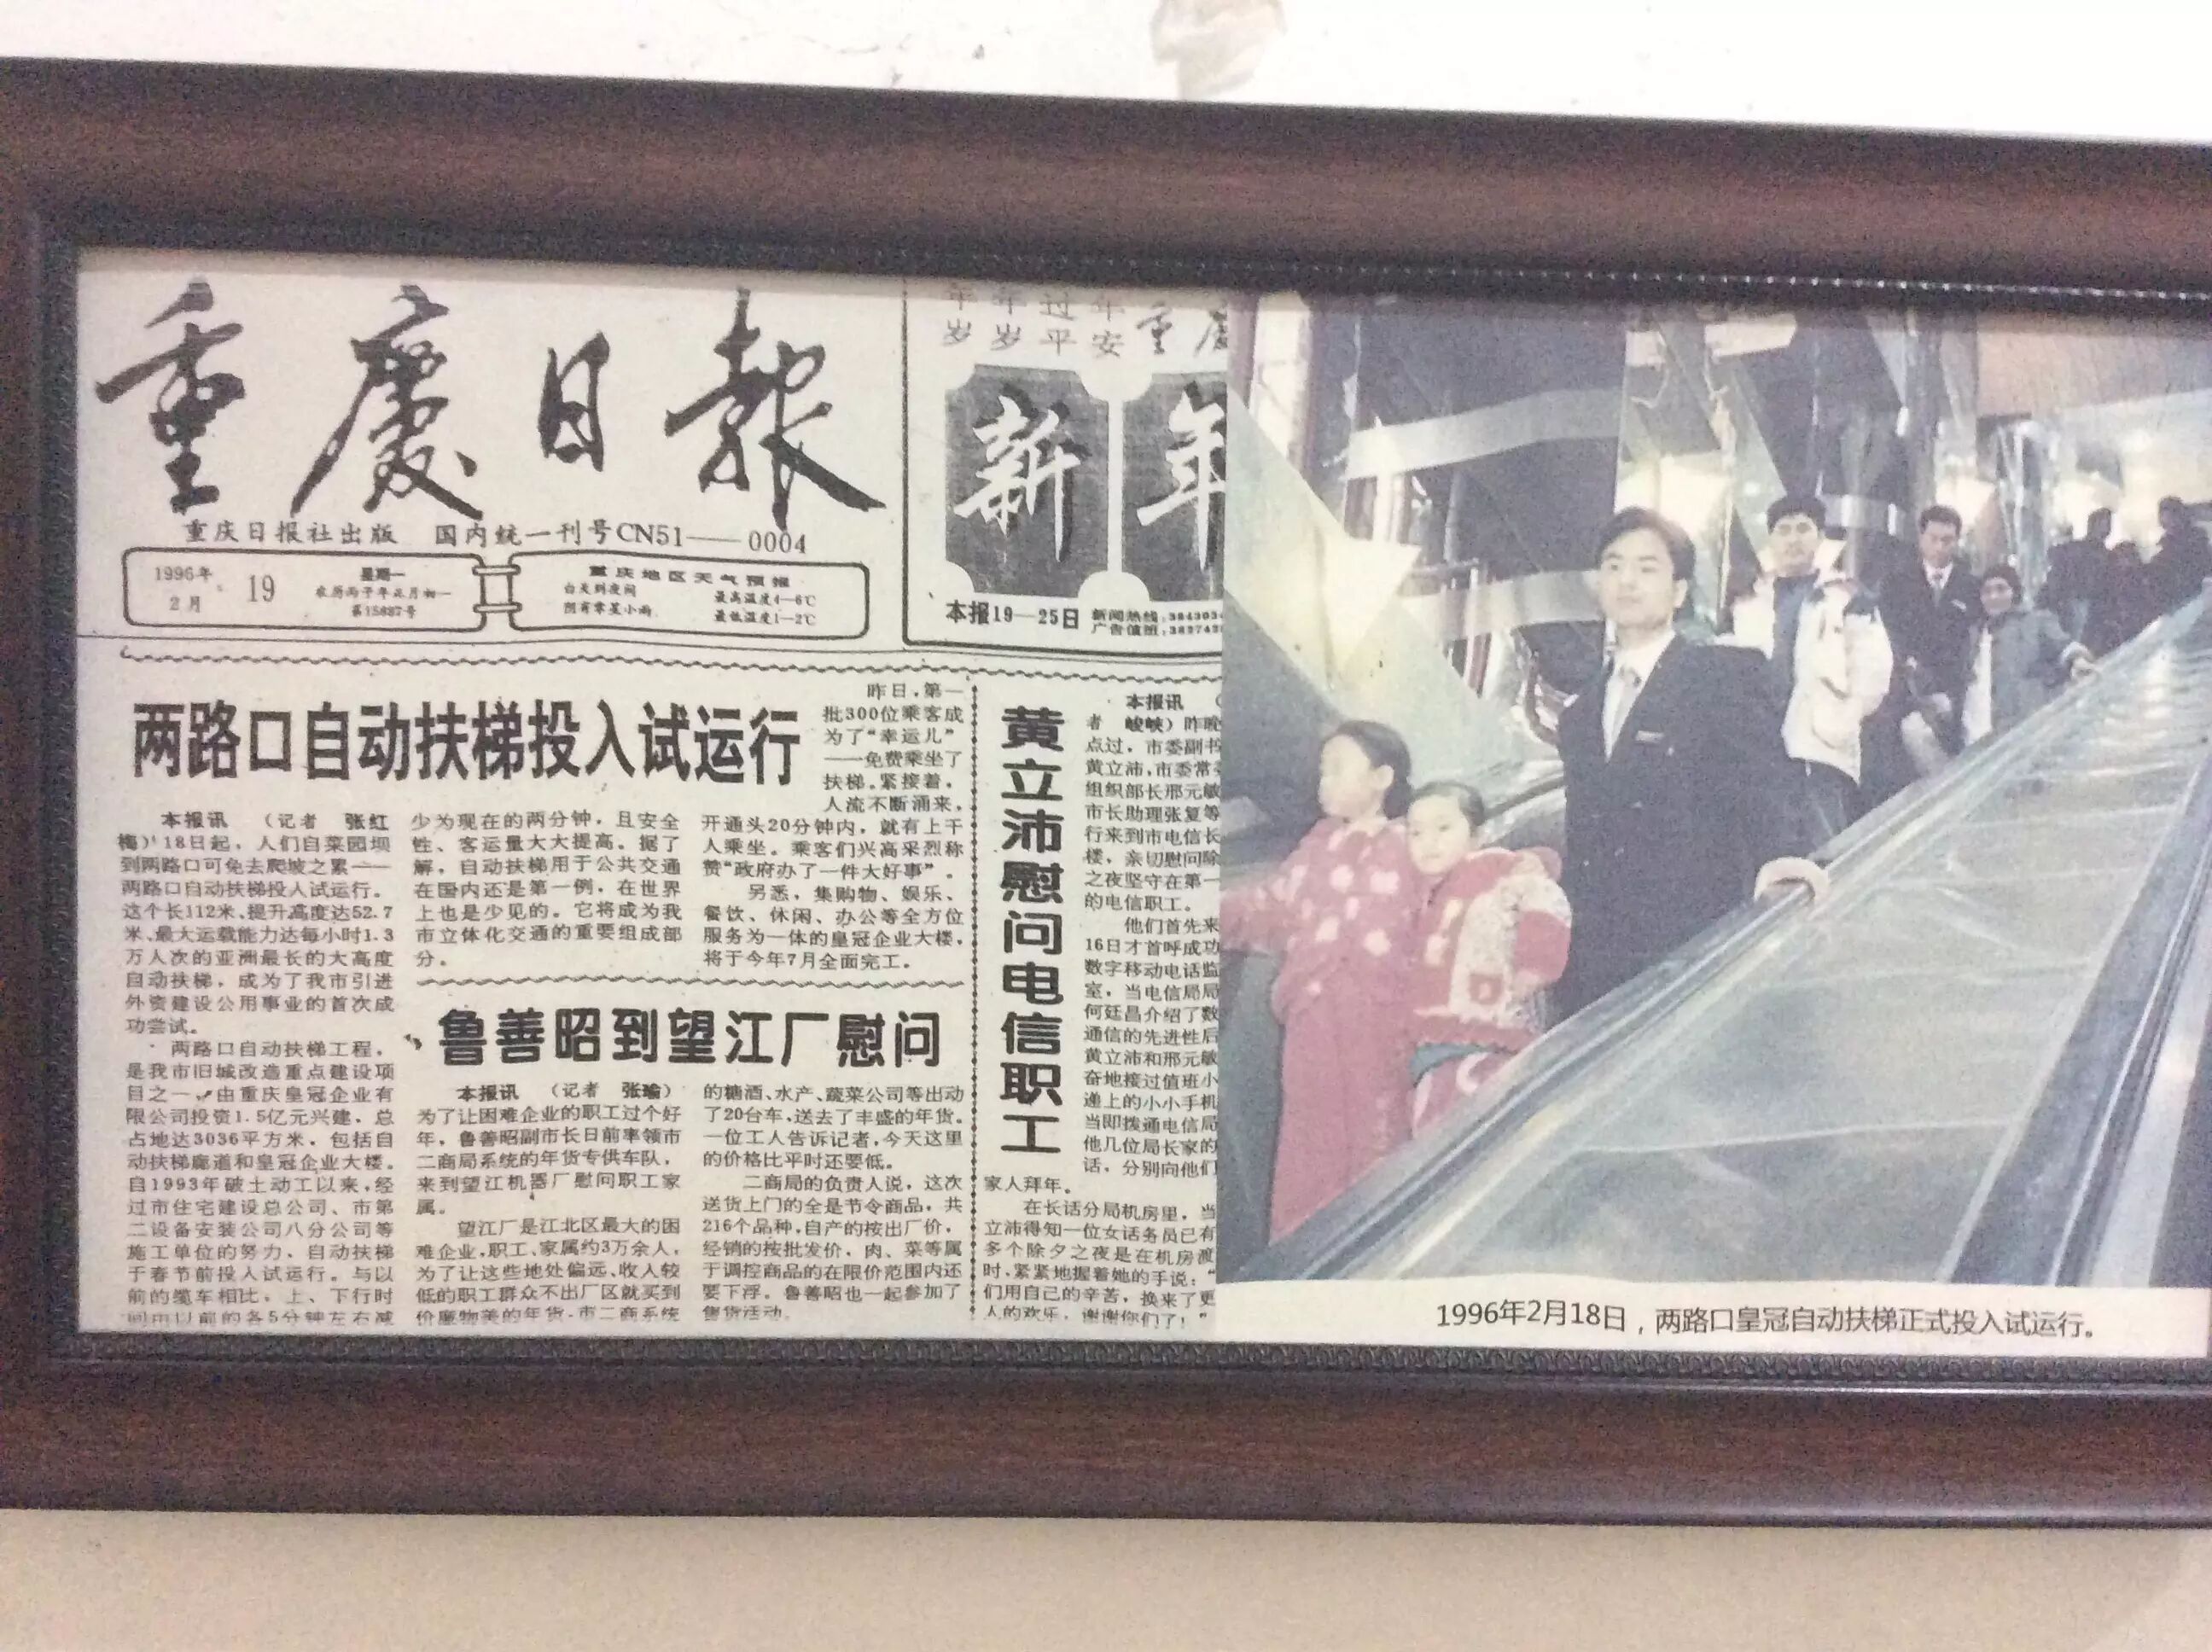 重慶日報
重庆日报社出版 国内统一刊号CN51——0004
1996年
2月
19
星期一
农历丙子年正月初一
第15687号
重庆地区天气预报
白天到夜间
阴有零星小雨
最高温度4—6℃
最低温度1—2℃
年年过年
岁岁平安
重慶
新年
本报19—25日
新闻热线:
广告值班:
两路口自动扶梯投入试运行
本报讯 （记者 张红
梅）18日起，人们自菜园坝
到两路口可免去爬坡之累——
两路口自动扶梯投入试运行。
这个长112米、提升高度达52.7
米、最大运载能力达每小时1.3
万人次的亚洲最长的大高度
自动扶梯，成为了我市引进
外资建设公用事业的首次成
功尝试。
两路口自动扶梯工程，
是我市旧城改造重点建设项
目之一，由重庆皇冠企业有
限公司投资1.5亿元兴建，总
占地达3036平方米，包括自
动扶梯廊道和皇冠企业大楼。
自1993年破土动工以来，经
过市住宅建设总公司、市第
二设备安装公司八分公司等
施工单位的努力，自动扶梯
于春节前投入试运行。与以
前的缆车相比，上、下行时
间由以前的各5分钟左右减
少为现在的两分钟，且安全
性、客运量大大提高。据了
解，自动扶梯用于公共交通
在国内还是第一例，在世界
上也是少见的。它将成为我
市立体化交通的重要组成部
分。
昨日，第一
批300位乘客成
为了“幸运儿”
——免费乘坐了
扶梯。紧接着，
人流不断涌来，
开通头20分钟内，就有上千
人乘坐。乘客们兴高采烈称
赞“政府办了一件大好事”。
另悉，集购物、娱乐、
餐饮、休闲、办公等全方位
服务为一体的皇冠企业大楼，
将于今年7月全面完工。
鲁善昭到望江厂慰问
本报讯 （记者 张瑜）
为了让困难企业的职工过个好
年，鲁善昭副市长日前率领市
二商局系统的年货专供车队，
来到望江机器厂慰问职工家
属。
望江厂是江北区最大的困
难企业，职工、家属约3万余人，
为了让这些地处偏远、收入较
低的职工群众不出厂区就买到
价廉物美的年货，市二商系统
的糖酒、水产、蔬菜公司等出动
了20台车，送去了丰盛的年货。
一位工人告诉记者，今天这里
的价格比平时还要低。
二商局的负责人说，这次
送货上门的全是节令商品，共
216个品种，自产的按出厂价，
经销的按批发价，肉、菜等属
于调控商品的在限价范围内还
要下浮。鲁善昭也一起参加了
售货活动。
黄立沛慰问电信职工
本报讯 （
者 峻峡）昨晚
点过，市委副书
黄立沛，市委常委
组织部长邢元敏
市长助理张复等
行来到市电信长
楼，亲切慰问除
之夜坚守在第一
的电信职工。
他们首先来
16日才首呼成功
数字移动电话监
室，当电信局局
何廷昌介绍了数
通信的先进性后
黄立沛和邢元敏
奋地接过值班小
递上的小小手机
当即拨通电信局
他几位局长家的
话，分别向他们
家人拜年。
在长话分局机房里，当
立沛得知一位女话务员已有
多个除夕之夜是在机房渡
时，紧紧地握着她的手说：“
们用自己的辛苦，换来了更
人的欢乐，谢谢你们了！”
1996年2月18日，两路口皇冠自动扶梯正式投入试运行。